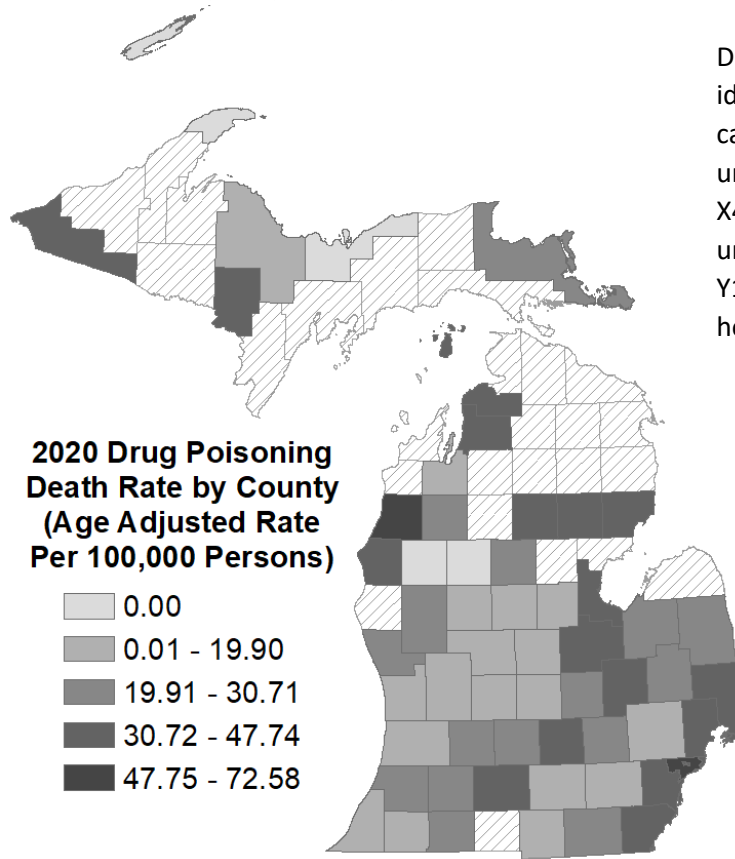 2020 Drug Poisoning
Death Rate by County
(Age Adjusted Rate
Per 100,000 Persons)
0.00
0.01 - 19.90
19.91 - 30.71
30.72 - 47.74
47.75 - 72.58